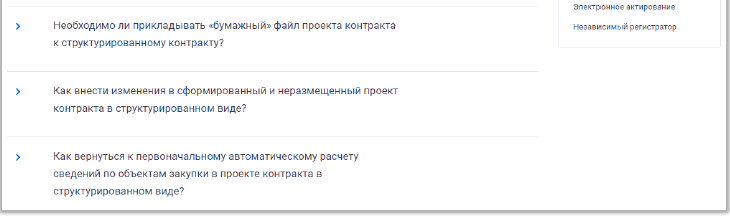 Необходимо ли прикладывать «бумажный» файл проекта контракта
к структурированному контракту?
Как внести изменения в сформированный и неразмещенный проект
контракта в структурированном виде?
Как вернуться к первоначальному автоматическому расчету
сведений по объектам закупки в проекте контракта в
структурированном виде?
Электронное актирование
Независимый регистратор